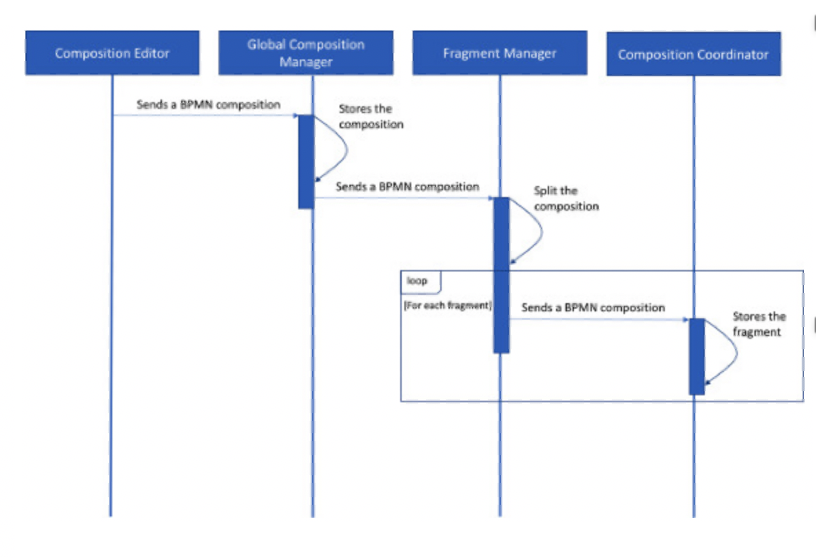 Composition Editor
Global Composition
Manager
Fragment Manager
Composition Coordinator
Sends a BPMN composition
Stores the
composition
Sends a BPMN composition
Split the
composition
loop
[For each fragment]
Sends a BPMN composition
Stores the
fragment